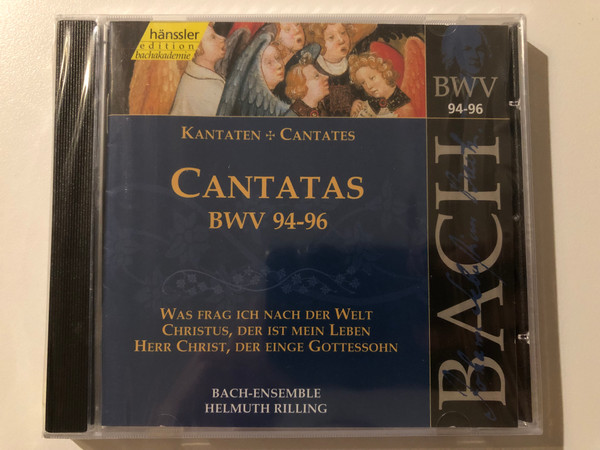 hänssler
edition
bachakademie
BWV
94-96
KANTATEN ✢ CANTATES
CANTATAS
BWV 94-96
WAS FRAG ICH NACH DER WELT
CHRISTUS, DER IST MEIN LEBEN
HERR CHRIST, DER EINGE GOTTESSOHN
BACH-ENSEMBLE
HELMUTH RILLING
BACH